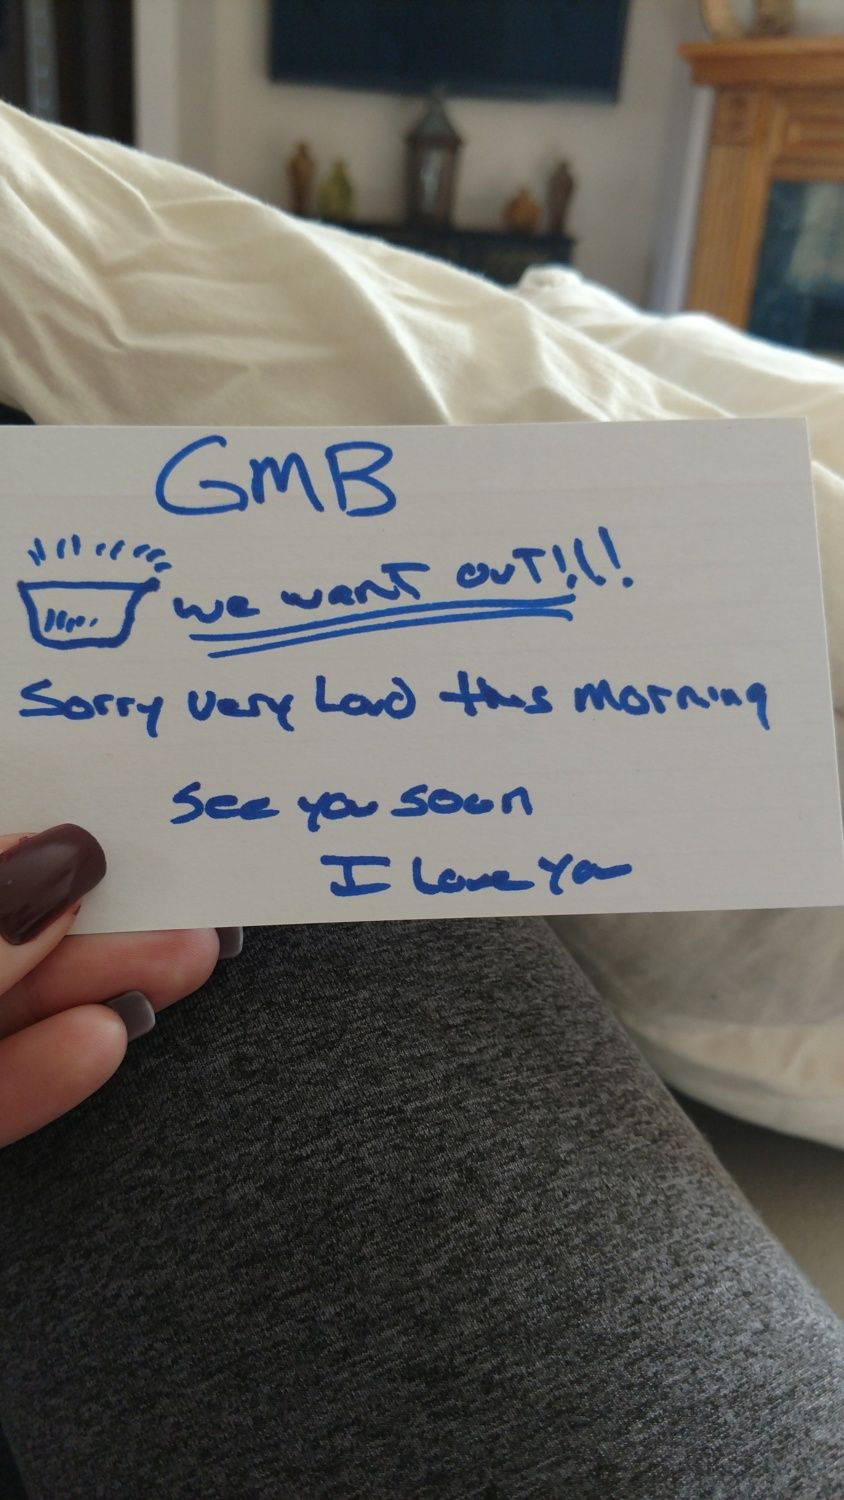 GMB
we want out!!!
Sorry very Loud this morning
see you soon
I Love You